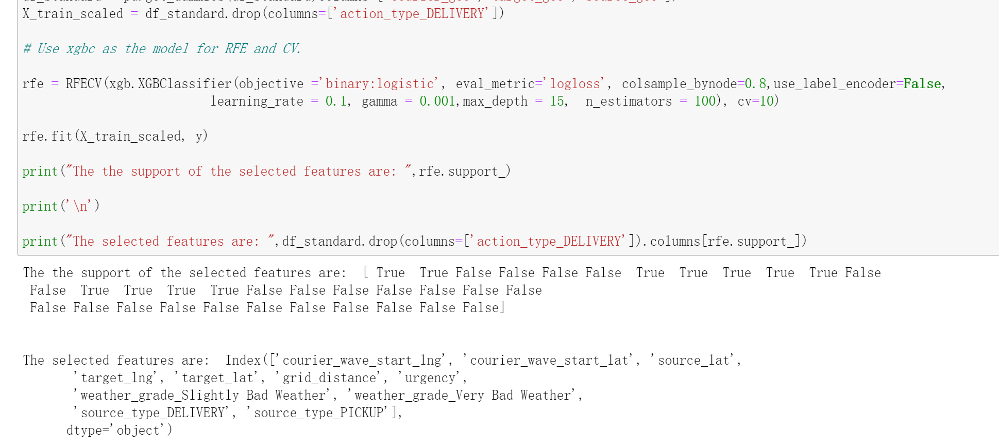 X_train_scaled = df_standard.drop(columns=['action_type_DELIVERY'])
# Use xgbc as the model for RFE and CV.
rfe = RFECV(xgb.XGBClassifier(objective ='binary:logistic', eval_metric='logloss', colsample_bynode=0.8,use_label_encoder=False,
learning_rate = 0.1, gamma = 0.001,max_depth = 15,  n_estimators = 100), cv=10)
rfe.fit(X_train_scaled, y)
print("The the support of the selected features are: ",rfe.support_)
print('\n')
print("The selected features are: ",df_standard.drop(columns=['action_type_DELIVERY']).columns[rfe.support_])
The the support of the selected features are:  [ True  True False False False False  True  True  True  True  True False
False  True  True  True  True False False False False False False False
False False False False False False False False False False False]
The selected features are:  Index(['courier_wave_start_lng', 'courier_wave_start_lat', 'source_lat',
'target_lng', 'target_lat', 'grid_distance', 'urgency',
'weather_grade_Slightly Bad Weather', 'weather_grade_Very Bad Weather',
'source_type_DELIVERY', 'source_type_PICKUP'],
dtype='object')